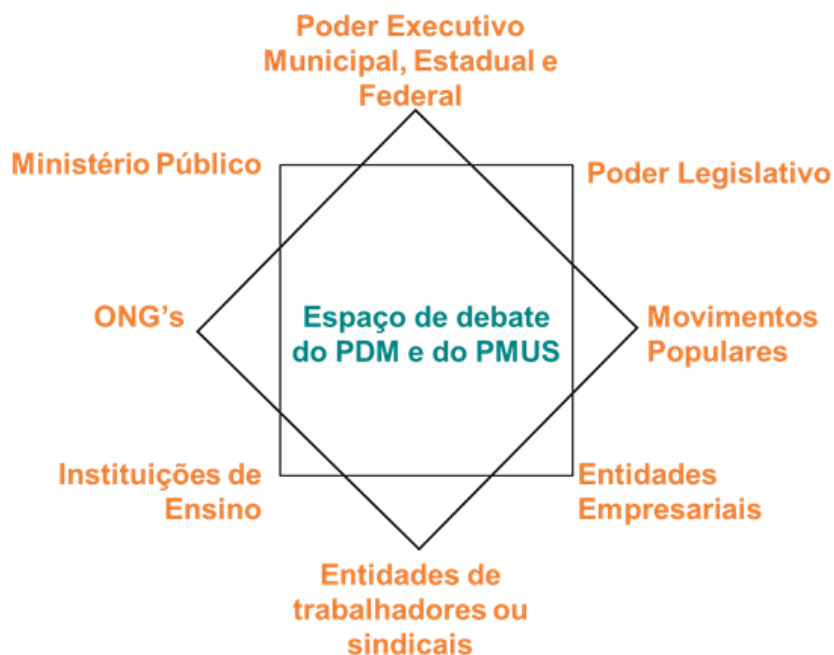 Poder Executivo
Municipal, Estadual e
Federal
Ministério Público
Poder Legislativo
ONG's
Espaço de debate
do PDM e do PMUS
Movimentos
Populares
Instituições de
Ensino
Entidades
Empresariais
Entidades de
trabalhadores ou
sindicais